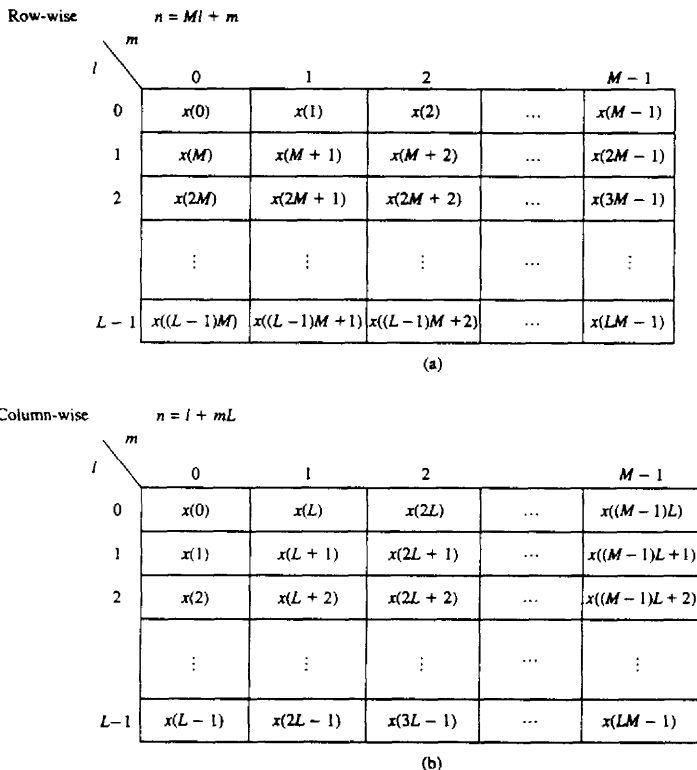 Row-wise n = Ml + m
m
l
0 1 2 M − 1
0 x(0) x(1) x(2) ... x(M − 1)
1 x(M) x(M + 1) x(M + 2) ... x(2M − 1)
2 x(2M) x(2M + 1) x(2M + 2) ... x(3M − 1)
⋮ ⋮ ⋮ ... ⋮
L − 1 x((L − 1)M) x((L −1)M +1) x((L −1)M +2) ... x(LM − 1)
(a)
Column-wise n = l + mL
m
l
0 1 2 M − 1
0 x(0) x(L) x(2L) ... x((M − 1)L)
1 x(1) x(L + 1) x(2L + 1) ... x((M − 1)L +1)
2 x(2) x(L + 2) x(2L + 2) ... x((M − 1)L + 2)
⋮ ⋮ ⋮ ... ⋮
L−1 x(L − 1) x(2L − 1) x(3L − 1) ... x(LM − 1)
(b)